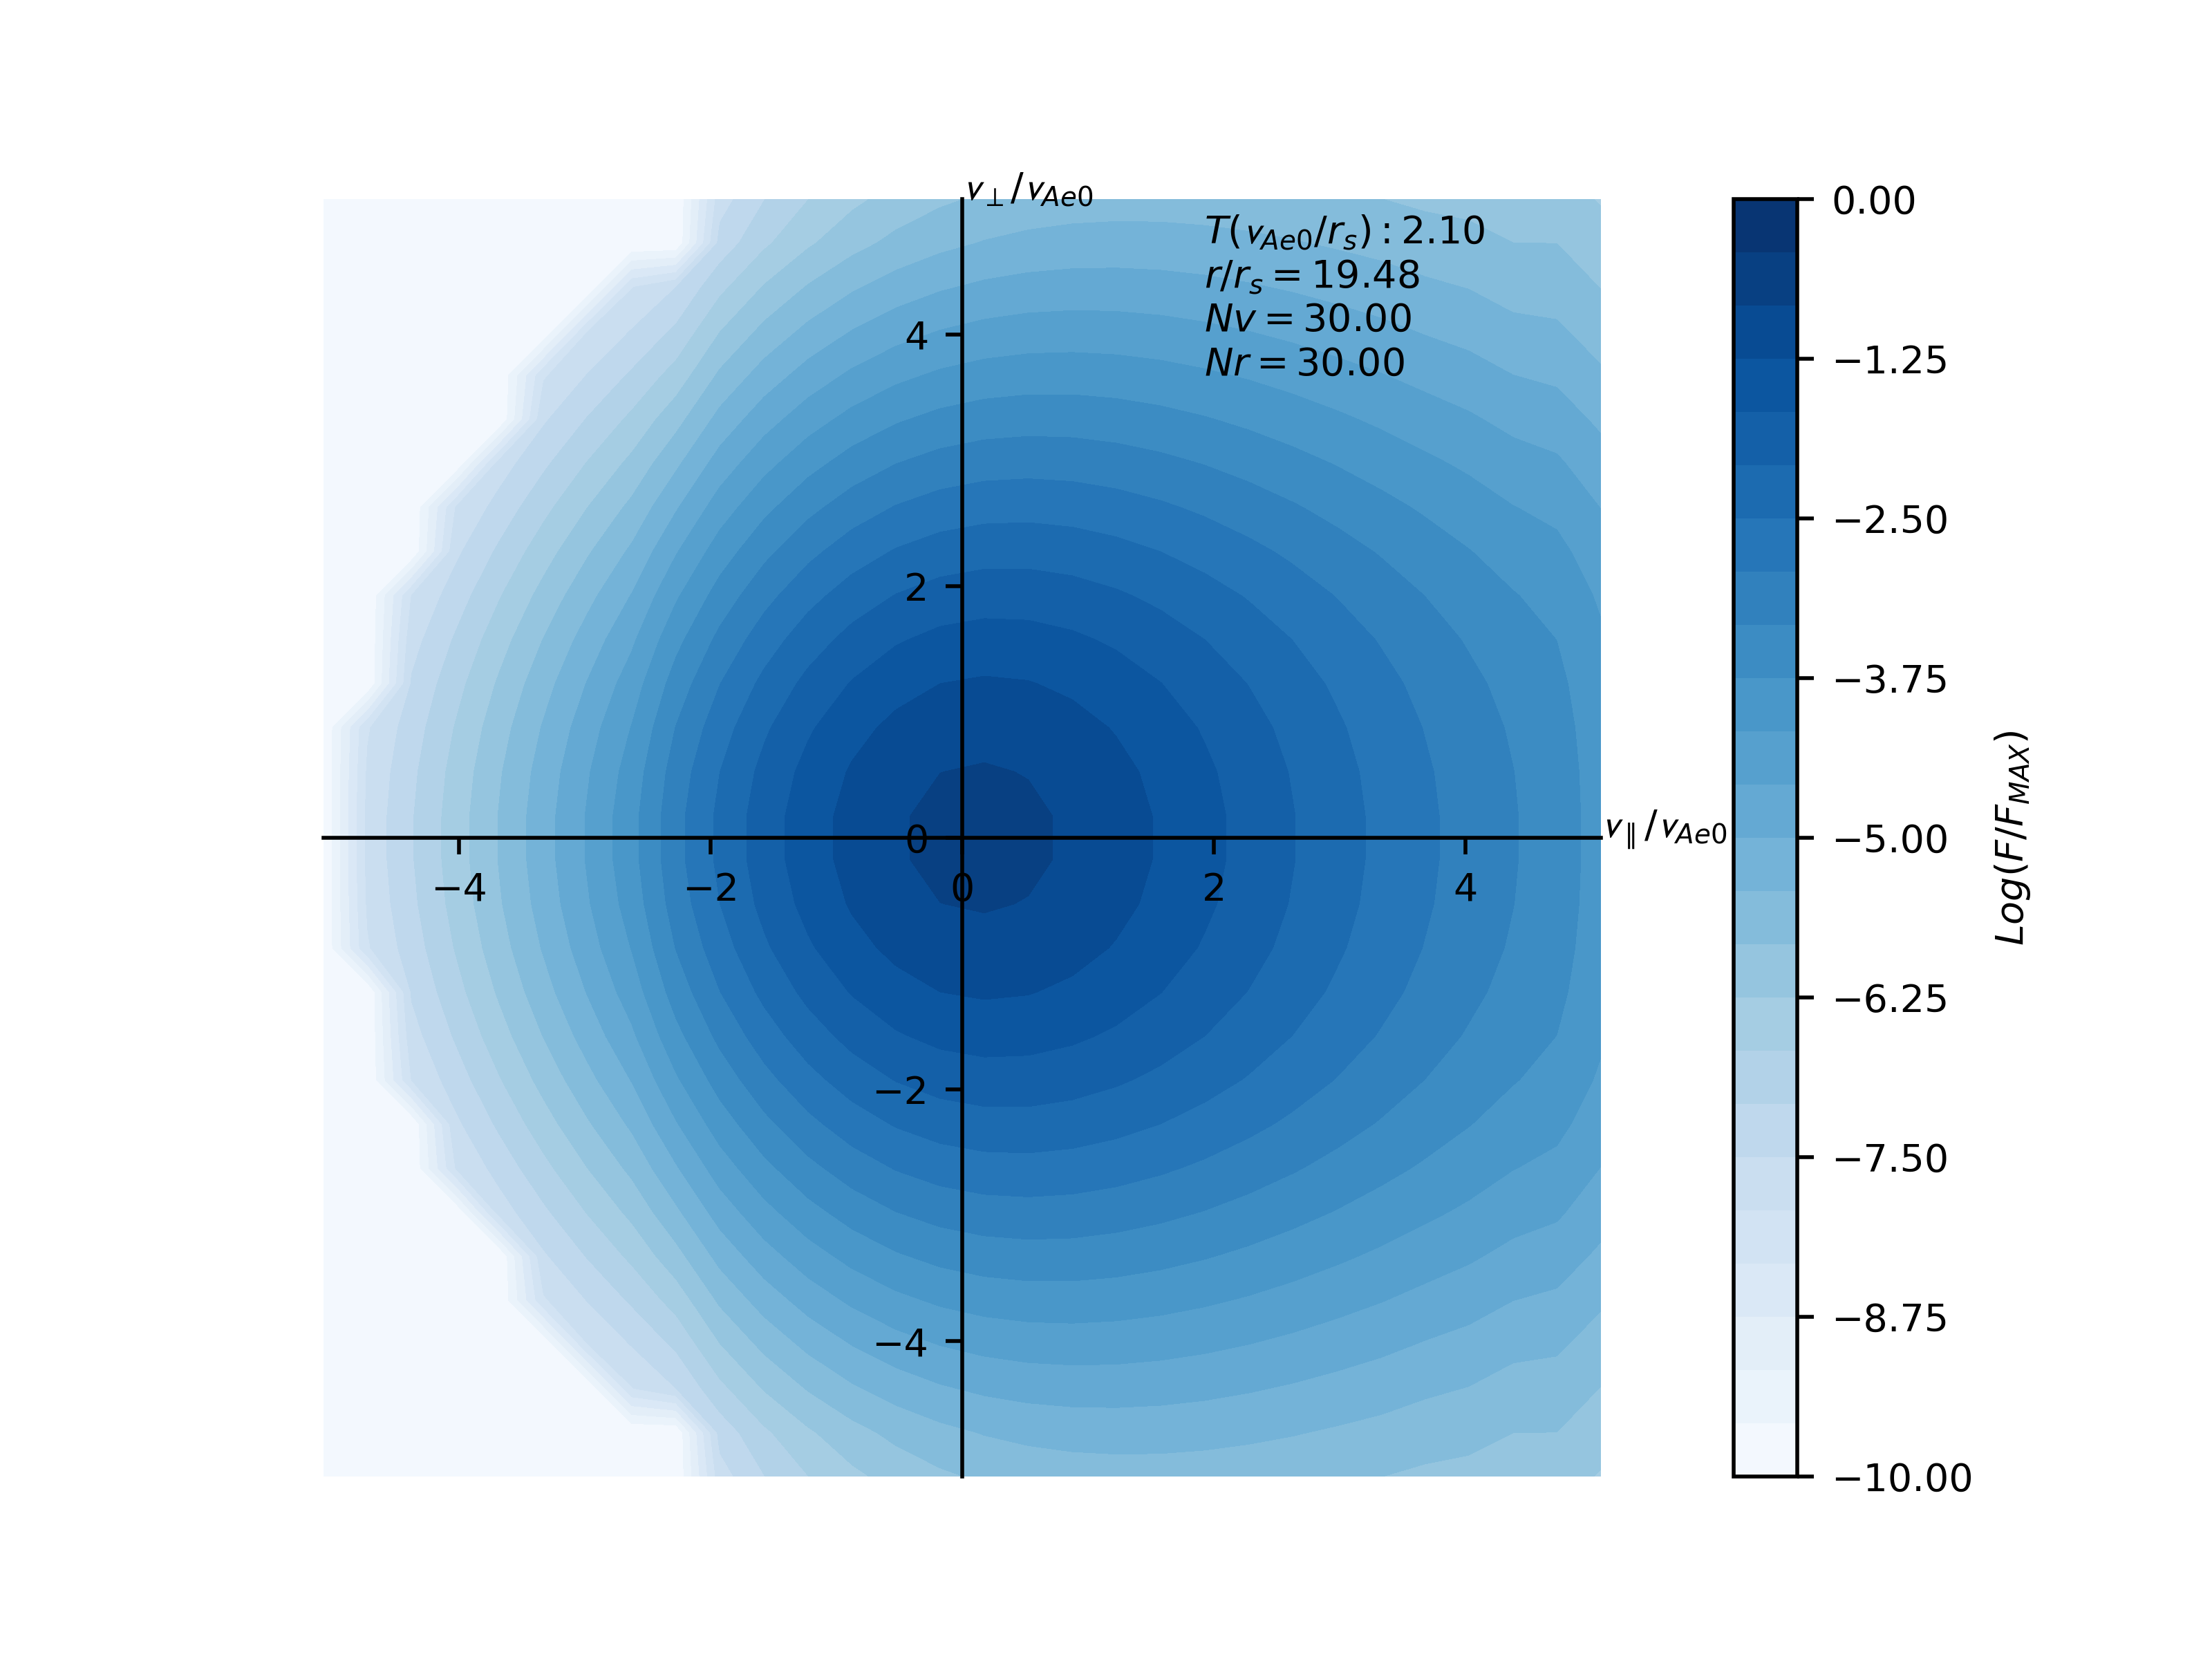 v⊥/vAe0
T(vAe0/rs):2.10
r/rs=19.48
Nv=30.00
Nr=30.00
4
2
0
−2
−4
−4
−2
0
2
4
v∥/vAe0
0.00
−1.25
−2.50
−3.75
−5.00
−6.25
−7.50
−8.75
−10.00
Log(F/FMAX)